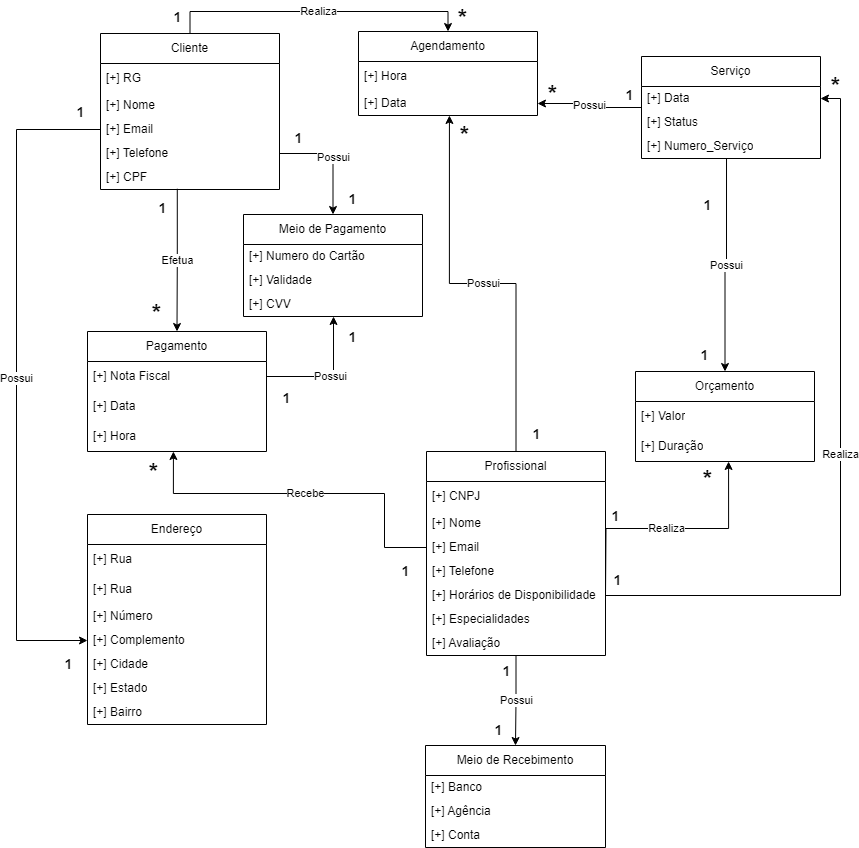 1
Realiza
*
Cliente
[+] RG
[+] Nome
[+] Email
[+] Telefone
[+] CPF
Agendamento
[+] Hora
[+] Data
Serviço
[+] Data
[+] Status
[+] Numero_Serviço
*
Possui
1
*
1
1
Possui
1
*
1
Efetua
*
Meio de Pagamento
[+] Numero do Cartão
[+] Validade
[+] CVV
1
Possui
1
Possui
1
Possui
1
Pagamento
[+] Nota Fiscal
[+] Data
[+] Hora
Possui
1
Orçamento
[+] Valor
[+] Duração
*
Realiza
*
Recebe
1
Profissional
[+] CNPJ
[+] Nome
[+] Email
[+] Telefone
[+] Horários de Disponibilidade
[+] Especialidades
[+] Avaliação
1
Realiza
1
Endereço
[+] Rua
[+] Rua
[+] Número
[+] Complemento
[+] Cidade
[+] Estado
[+] Bairro
1
1
Possui
1
Meio de Recebimento
[+] Banco
[+] Agência
[+] Conta